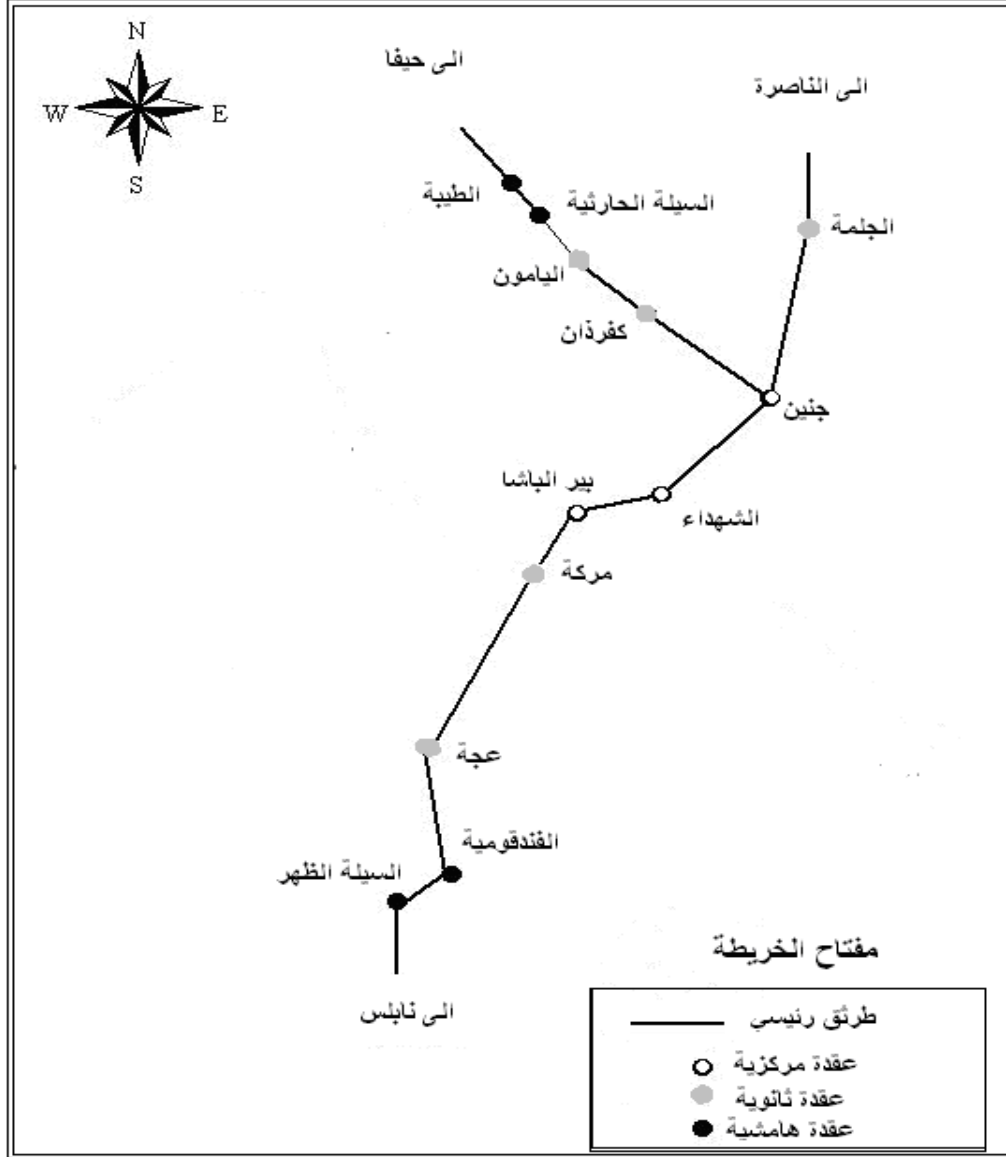 N
W
E
S
الى حيفا
الى الناصرة
الطيبة
السيلة الحارثية
الجلمة
اليامون
كفرذان
جنين
بير الباشا
الشهداء
مركة
عجة
الفندقومية
السيلة الظهر
الى نابلس
مفتاح الخريطة
طرئق رئيسي
عقدة مركزية
عقدة ثانوية
عقدة هامشية